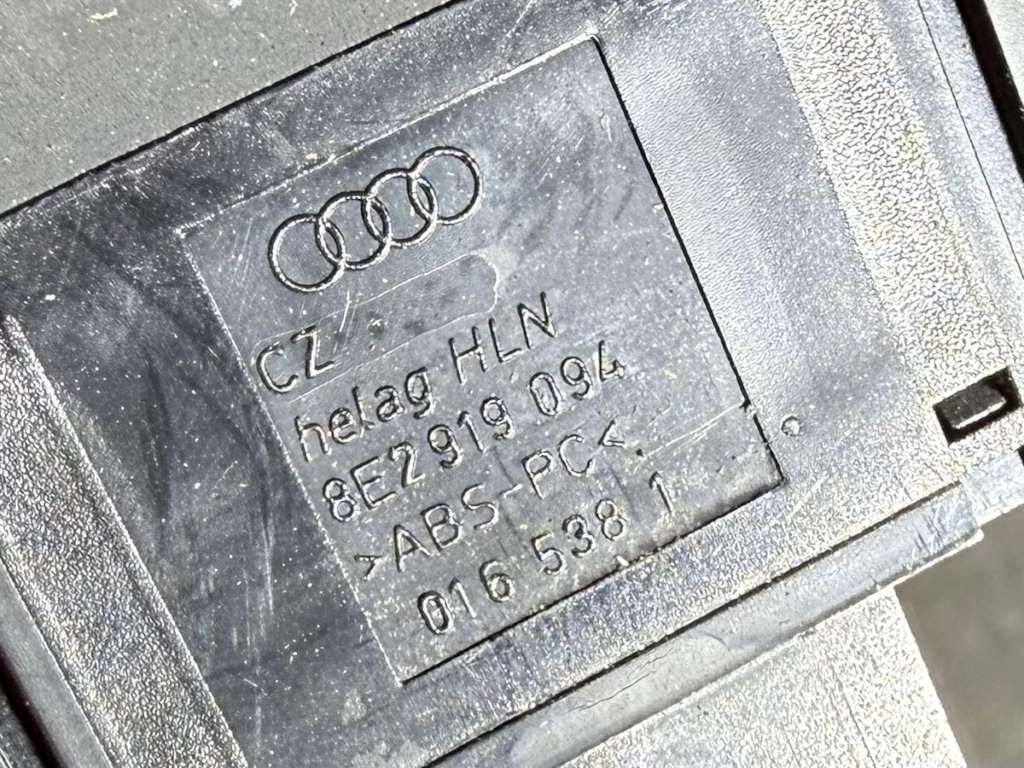 CZ
helag HLN
8E2 919 094
>ABS-PC<
016 538 1